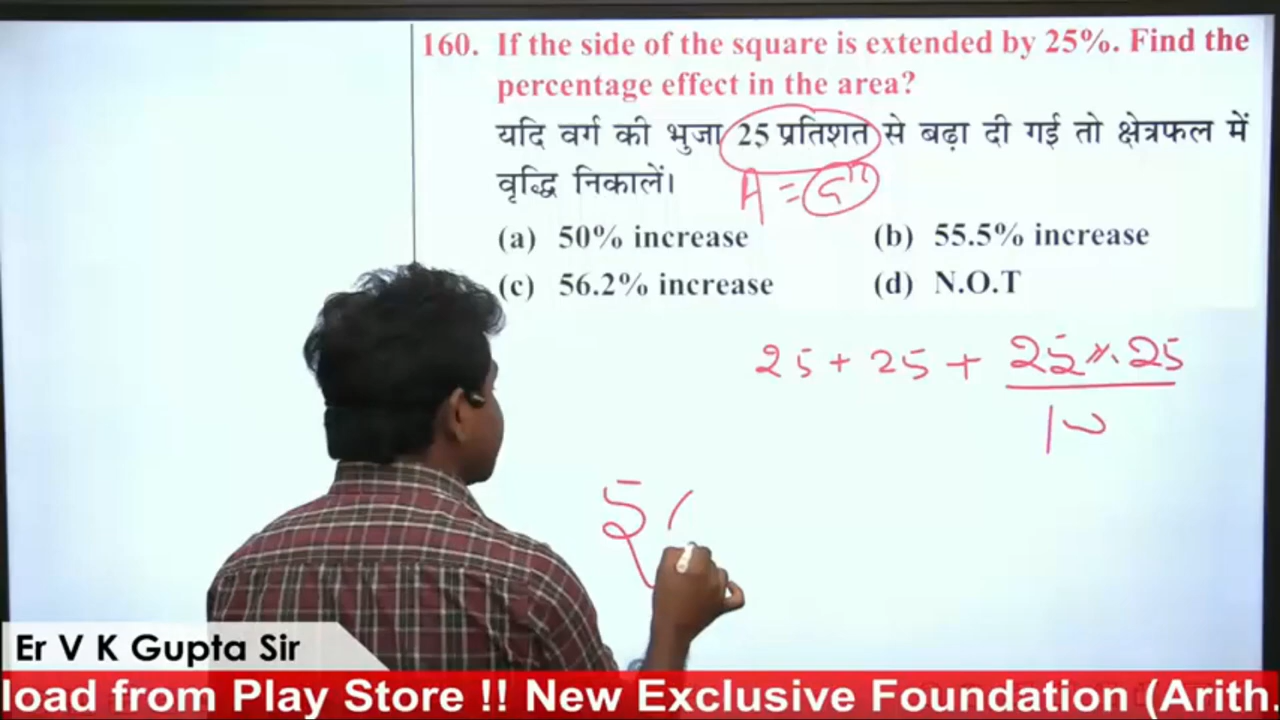 160. If the side of the square is extended by 25%. Find the
percentage effect in the area?
यदि वर्ग की भुजा 25 प्रतिशत से बढ़ा दी गई तो क्षेत्रफल में
वृद्धि निकालें।
A =
(a) 50% increase (b) 55.5% increase
(c) 56.2% increase (d) N.O.T
25 + 25 + 25 × 25
100
5
Er V K Gupta Sir
load from Play Store !! New Exclusive Foundation (Arith.